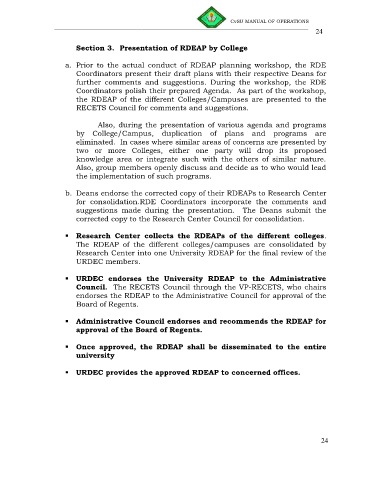 CvSU MANUAL OF OPERATIONS
24
Section 3. Presentation of RDEAP by College
a. Prior to the actual conduct of RDEAP planning workshop, the RDE
Coordinators present their draft plans with their respective Deans for
further comments and suggestions. During the workshop, the RDE
Coordinators polish their prepared Agenda. As part of the workshop,
the RDEAP of the different Colleges/Campuses are presented to the
RECETS Council for comments and suggestions.
Also, during the presentation of various agenda and programs
by College/Campus, duplication of plans and programs are
eliminated. In cases where similar areas of concerns are presented by
two or more Colleges, either one party will drop its proposed
knowledge area or integrate such with the others of similar nature.
Also, group members openly discuss and decide as to who would lead
the implementation of such programs.
b. Deans endorse the corrected copy of their RDEAPs to Research Center
for consolidation.RDE Coordinators incorporate the comments and
suggestions made during the presentation. The Deans submit the
corrected copy to the Research Center Council for consolidation.
▪ Research Center collects the RDEAPs of the different colleges.
The RDEAP of the different colleges/campuses are consolidated by
Research Center into one University RDEAP for the final review of the
URDEC members.
▪ URDEC endorses the University RDEAP to the Administrative
Council. The RECETS Council through the VP-RECETS, who chairs
endorses the RDEAP to the Administrative Council for approval of the
Board of Regents.
▪ Administrative Council endorses and recommends the RDEAP for
approval of the Board of Regents.
▪ Once approved, the RDEAP shall be disseminated to the entire
university
▪ URDEC provides the approved RDEAP to concerned offices.
24